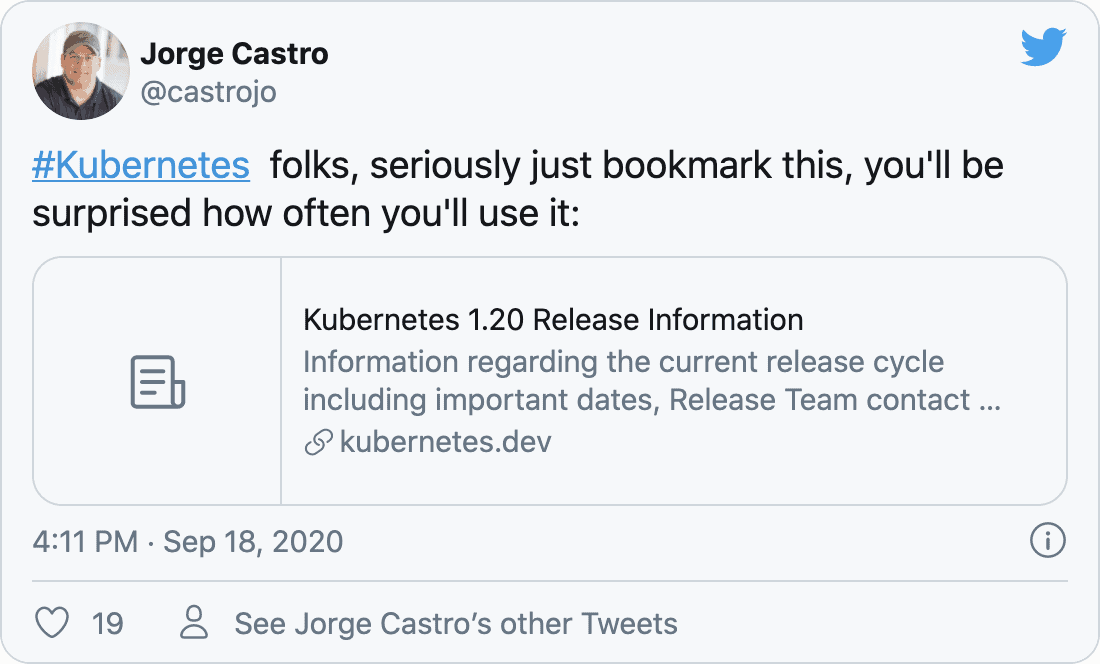 Jorge Castro
@castrojo
#Kubernetes folks, seriously just bookmark this, you'll be
surprised how often you'll use it:
Kubernetes 1.20 Release Information
Information regarding the current release cycle
including important dates, Release Team contact ...
kubernetes.dev
4:11 PM · Sep 18, 2020
19
See Jorge Castro’s other Tweets